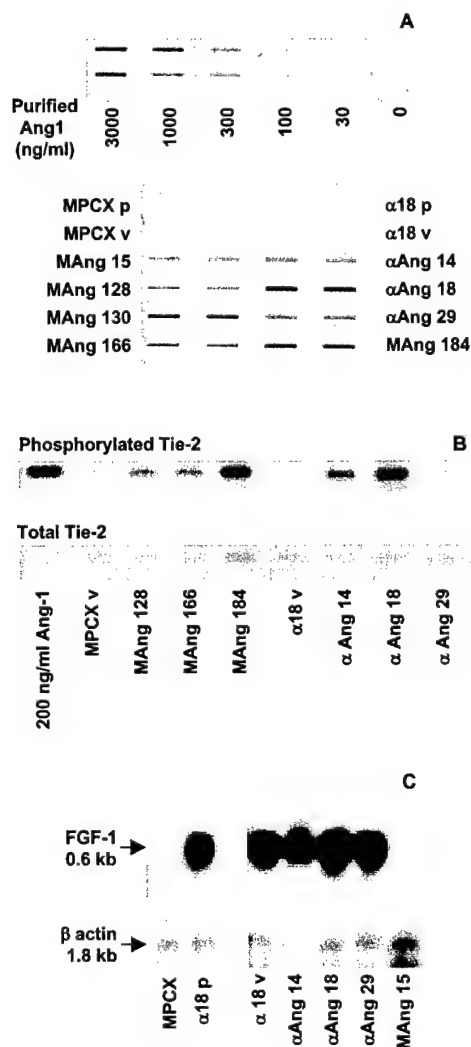 A
Purified
Ang1
(ng/ml)
3000
1000
300
100
30
0
MPCX p
α18 p
MPCX v
α18 v
MAng 15
αAng 14
MAng 128
αAng 18
MAng 130
αAng 29
MAng 166
MAng 184
Phosphorylated Tie-2
B
Total Tie-2
200 ng/ml Ang-1
MPCX v
MAng 128
MAng 166
MAng 184
α18 v
α Ang 14
α Ang 18
α Ang 29
C
FGF-1
0.6 kb
β actin
1.8 kb
MPCX
α18 p
α 18 v
αAng 14
αAng 18
αAng 29
MAng 15